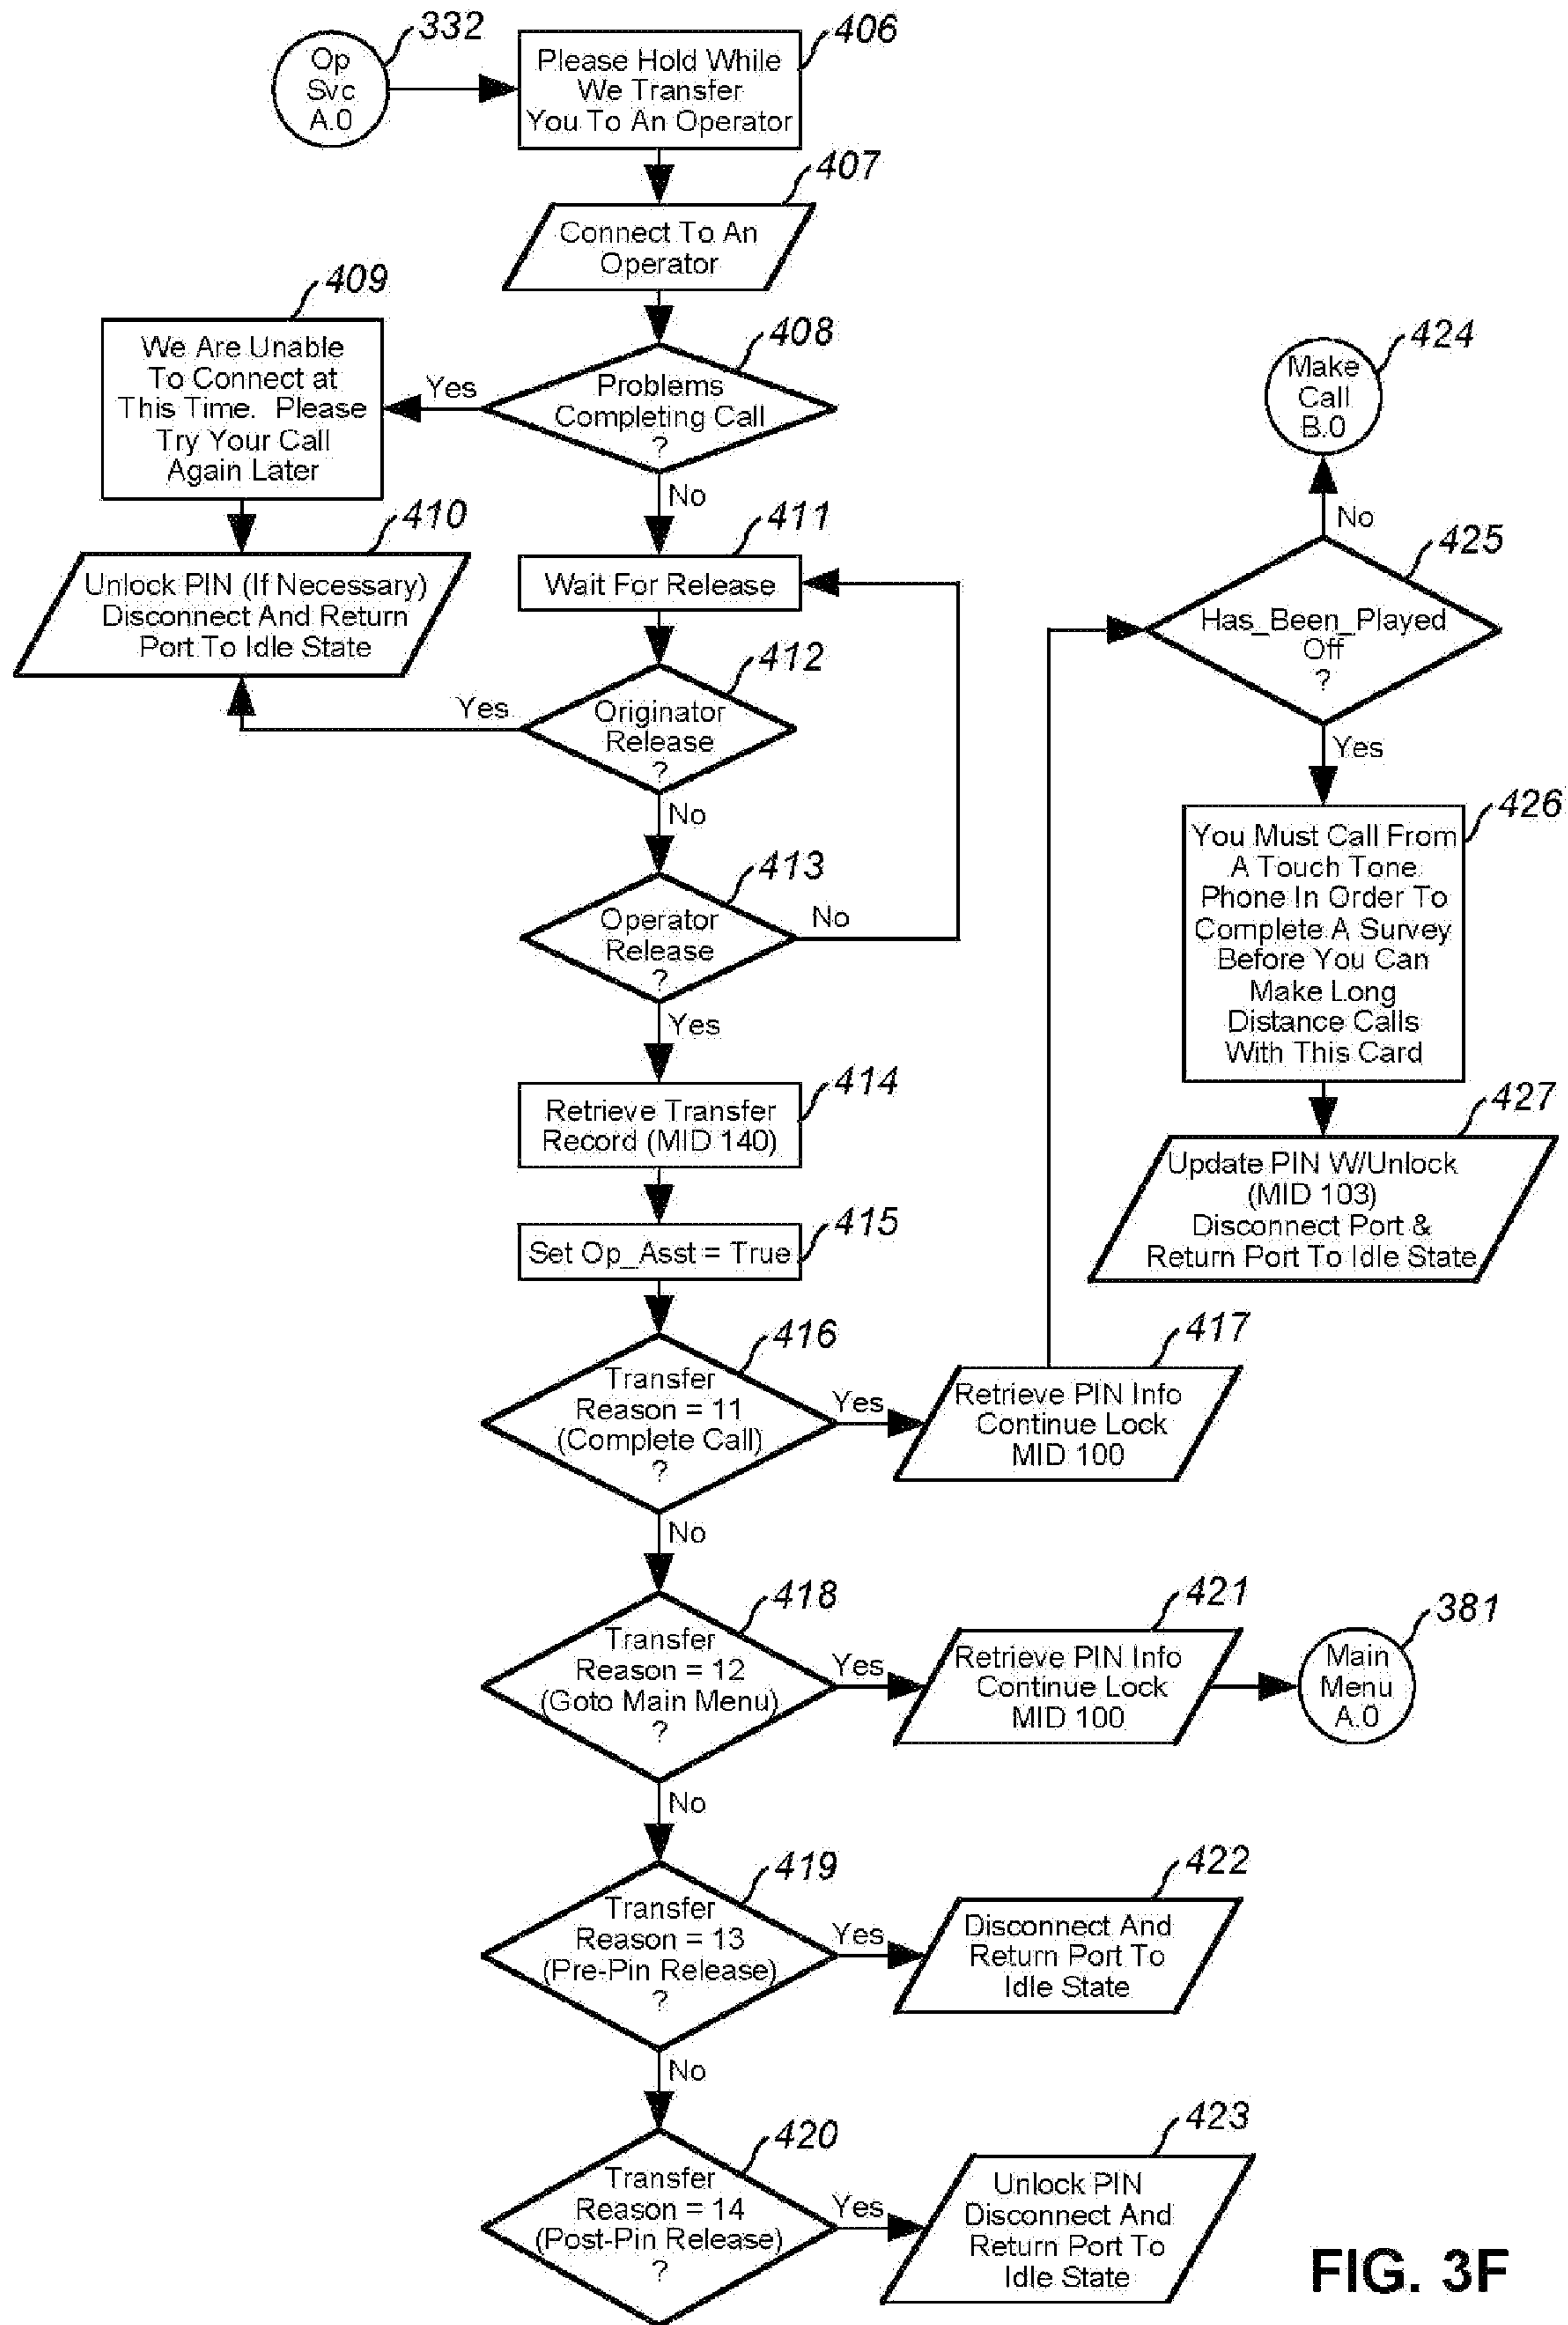 332
Op
Svc
A.0
406
Please Hold While
We Transfer
You To An Operator
407
Connect To An
Operator
409
We Are Unable
To Connect at
This Time. Please
Try Your Call
Again Later
408
Problems
Completing Call
?
Yes
No
410
Unlock PIN (If Necessary)
Disconnect And Return
Port To Idle State
411
Wait For Release
412
Originator
Release
?
Yes
No
413
Operator
Release
?
No
Yes
414
Retrieve Transfer
Record (MID 140)
415
Set Op_Asst = True
416
Transfer
Reason = 11
(Complete Call)
?
Yes
No
417
Retrieve PIN Info
Continue Lock
MID 100
424
Make
Call
B.0
No
425
Has_Been_Played
Off
?
Yes
426
You Must Call From
A Touch Tone
Phone In Order To
Complete A Survey
Before You Can
Make Long
Distance Calls
With This Card
427
Update PIN W/Unlock
(MID 103)
Disconnect Port &
Return Port To Idle State
418
Transfer
Reason = 12
(Goto Main Menu)
?
Yes
No
421
Retrieve PIN Info
Continue Lock
MID 100
381
Main
Menu
A.0
419
Transfer
Reason = 13
(Pre-Pin Release)
?
Yes
No
422
Disconnect And
Return Port To
Idle State
420
Transfer
Reason = 14
(Post-Pin Release)
?
Yes
423
Unlock PIN
Disconnect And
Return Port To
Idle State
FIG. 3F